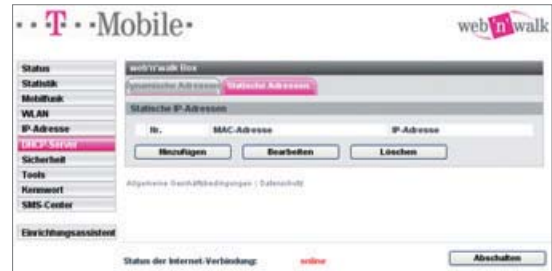 ··T··Mobile·
web'n'walk
Status
Statistik
Mobilfunk
WLAN
IP-Adresse
DHCP-Server
Sicherheit
Tools
Kennwort
SMS-Center
Einrichtungsassistent
web'n'walk Box
Dynamische Adressen
Statische Adressen
Statische IP-Adressen
Nr. MAC-Adresse IP-Adresse
Hinzufügen Bearbeiten Löschen
Allgemeine Geschäftsbedingungen | Datenschutz
Status der Internet-Verbindung: online
Abschalten